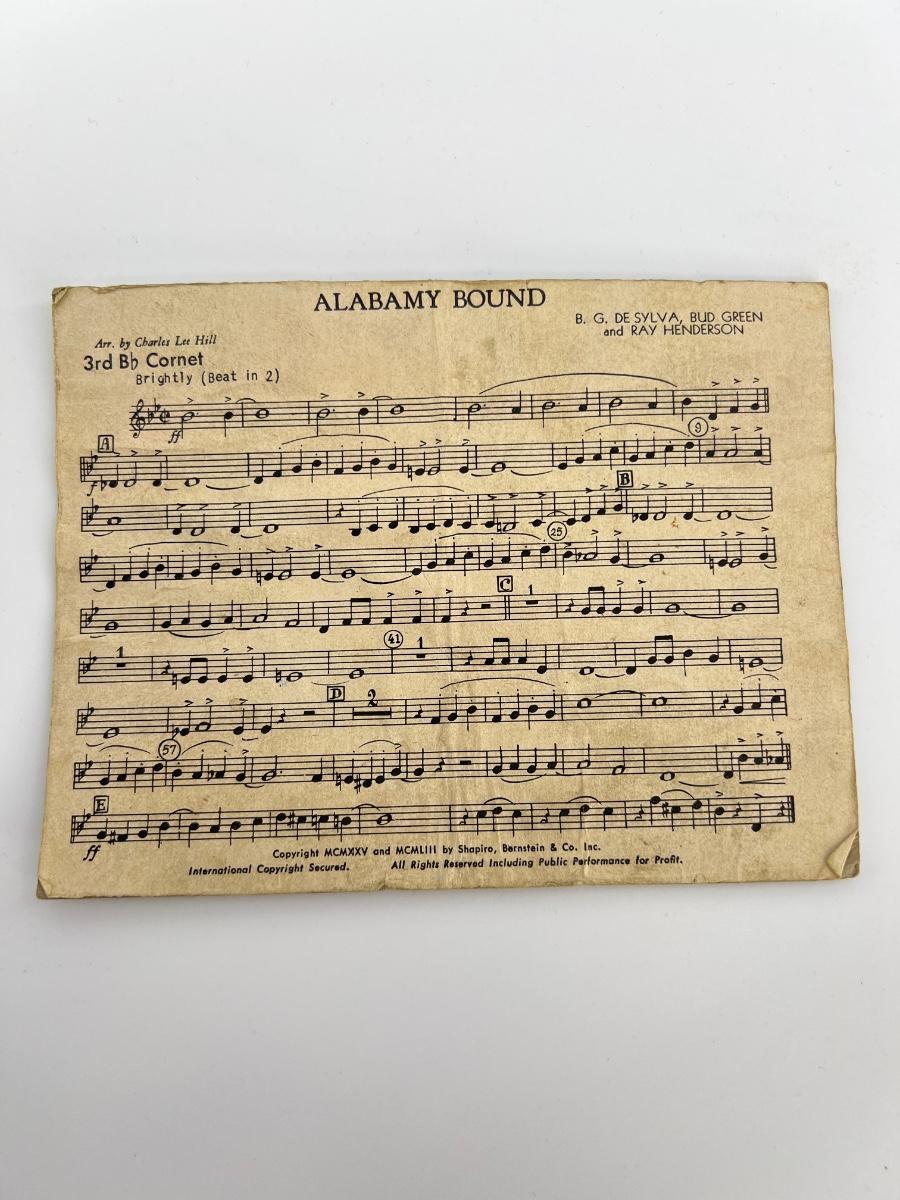 ALABAMY BOUND
B. G. DE SYLVA, BUD GREEN
and RAY HENDERSON
Arr. by Charles Lee Hill
3rd B♭ Cornet
Brightly (Beat in 2)
ff
A
9
f
B
25
C
1
1
41
1
D
2
57
E
ff
Copyright MCMXXV and MCMLIII by Shapiro, Bernstein & Co. Inc.
International Copyright Secured. All Rights Reserved Including Public Performance for Profit.